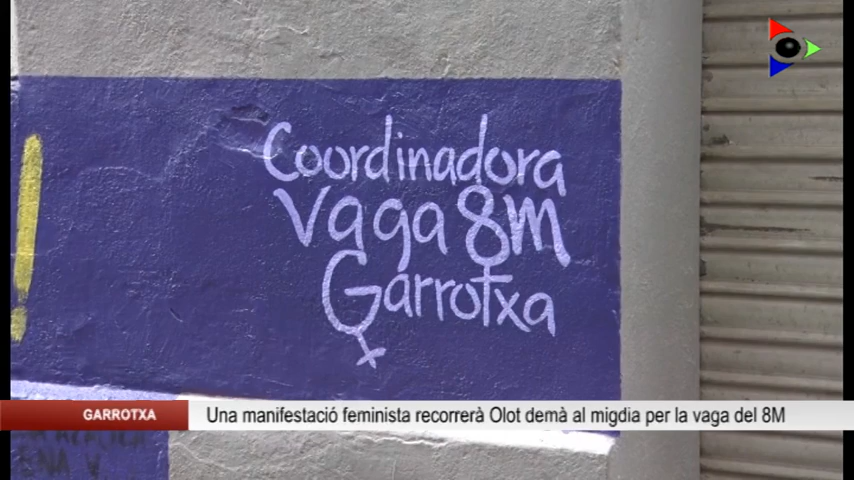 Coordinadora
Vaga 8M
Garrotxa
GARROTXA
Una manifestació feminista recorrerà Olot demà al migdia per la vaga del 8M